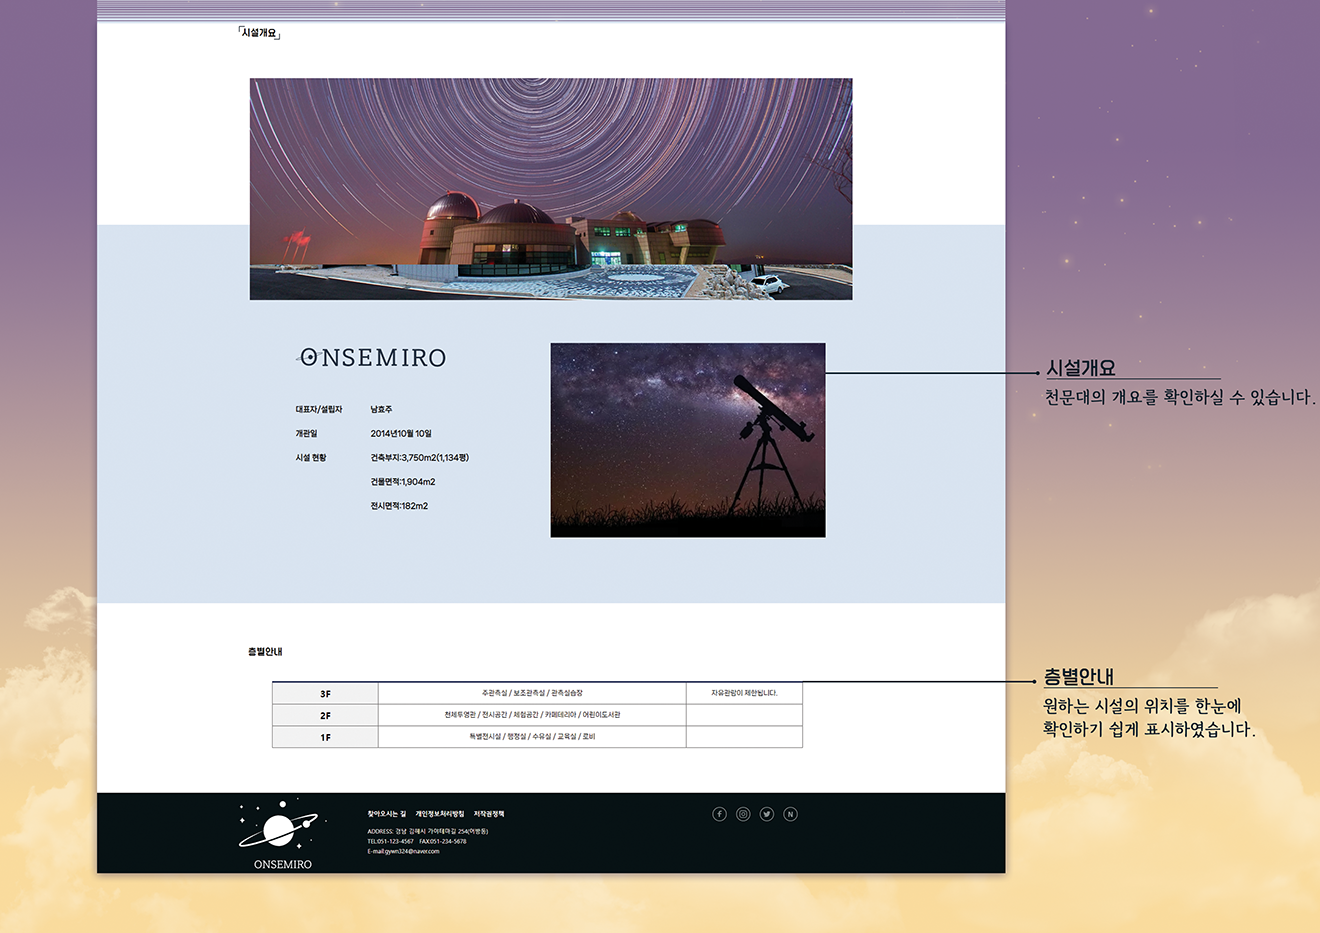 시설개요
ONSEMIRO
대표자/설립자 남효주
개관일 2014년10월 10일
시설 현황 건축부지:3,750m2(1,134평)
건물면적:1,904m2
전시면적:182m2
시설개요
천문대의 개요를 확인하실 수 있습니다.
층별안내
3F 주관측실 / 보조관측실 / 관측실습장 자유관람이 제한됩니다.
2F 천체투영관 / 전시공간 / 체험공간 / 카페테리아 / 어린이도서관
1F 특별전시실 / 행정실 / 수유실 / 교육실 / 로비
층별안내
원하는 시설의 위치를 한눈에
확인하기 쉽게 표시하였습니다.
ONSEMIRO
찾아오시는 길 개인정보처리방침 저작권정책
ADDRESS: 경남 김해시 가야테마길 254(어방동)
TEL:051-123-4567 FAX:051-234-5678
E-mail:gywn324@naver.com
N